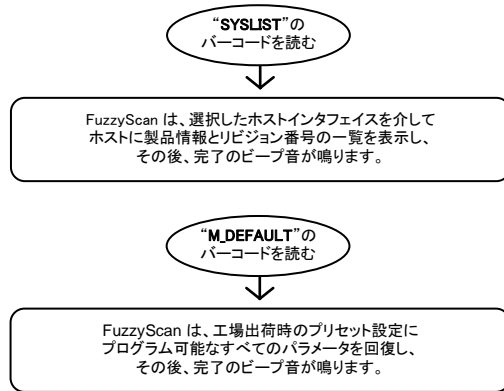 “SYSLIST”の
バーコードを読む
FuzzyScan は、選択したホストインタフェイスを介して
ホストに製品情報とリビジョン番号の一覧を表示し、
その後、完了のビープ音が鳴ります。
“M_DEFAULT”の
バーコードを読む
FuzzyScan は、工場出荷時のプリセット設定に
プログラム可能なすべてのパラメータを回復し、
その後、完了のビープ音が鳴ります。